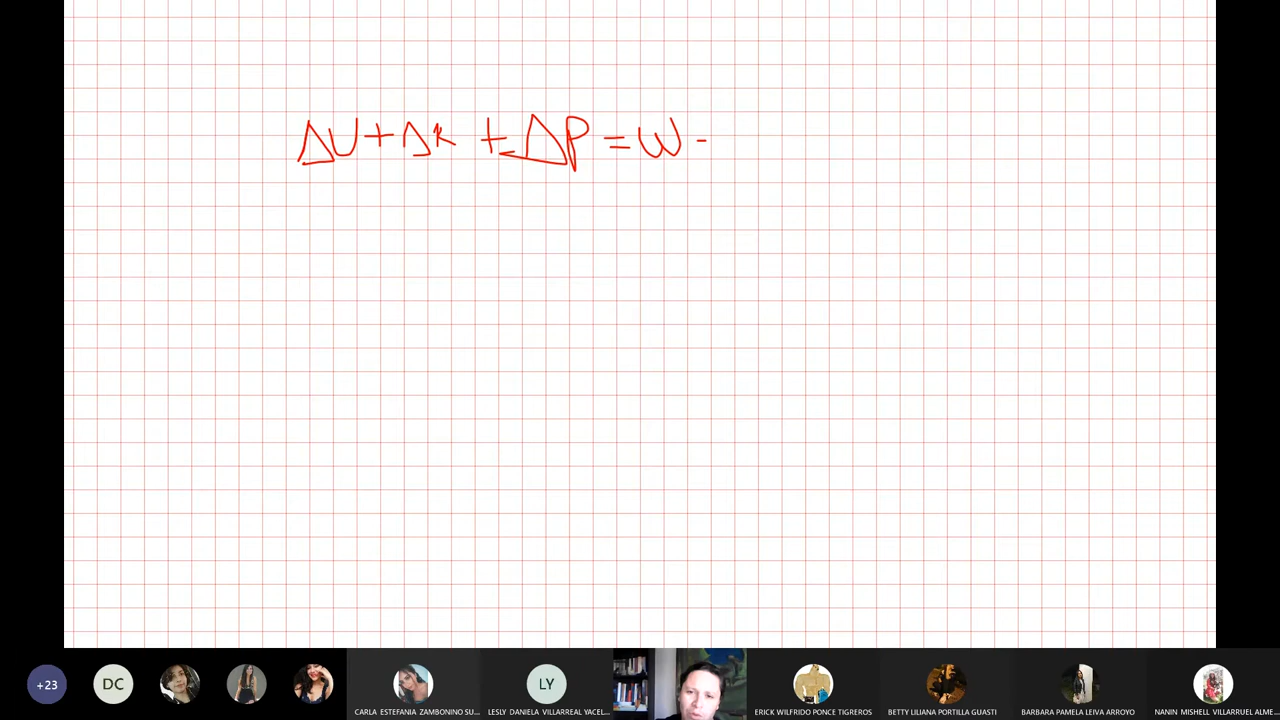 ΔU + ΔK + ΔP = W -
+23
DC
LY
CARLA ESTEFANIA ZAMBONINO SU...
LESLY DANIELA VILLARREAL YACEL...
ERICK WILFRIDO PONCE TIGREROS
BETTY LILIANA PORTILLA GUASTI
BARBARA PAMELA LEIVA ARROYO
NANIN MISHELL VILLARRUEL ALME